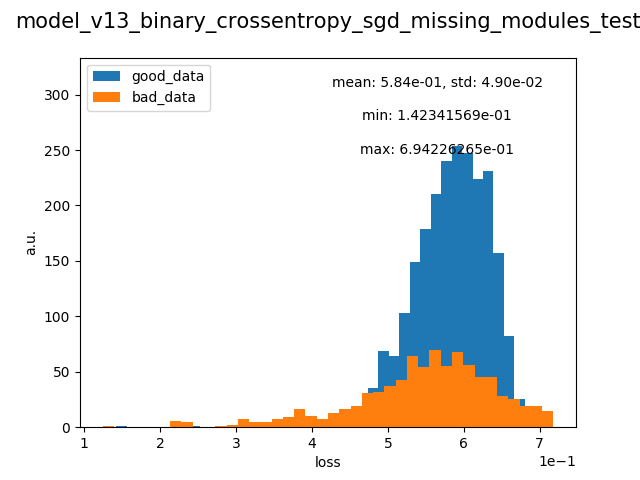 model_v13_binary_crossentropy_sgd_missing_modules_test
good_data
bad_data
mean: 5.84e-01, std: 4.90e-02
min: 1.42341569e-01
max: 6.94226265e-01
300
250
200
150
100
50
0
a.u.
1 2 3 4 5 6 7
1e−1
loss